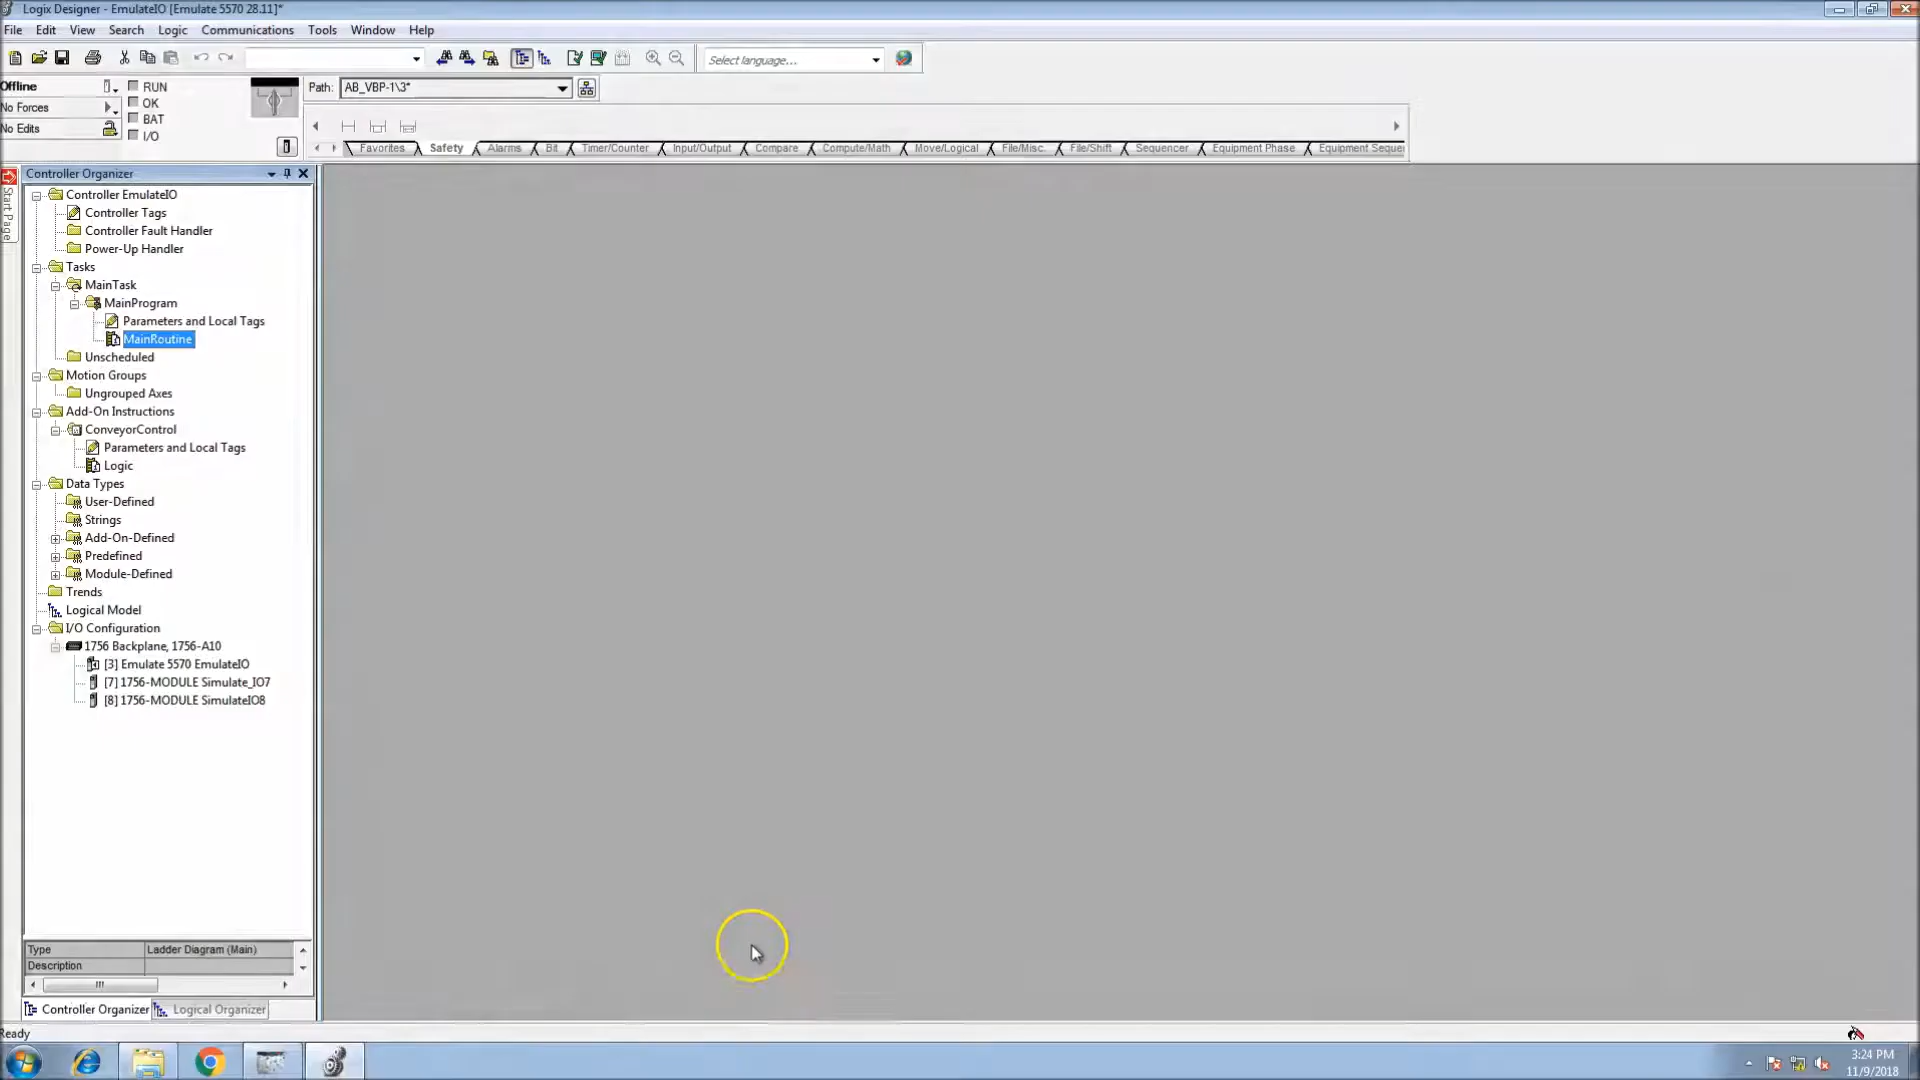 Logix Designer - EmulateIO [Emulate 5570 28.11]*
File Edit View Search Logic Communications Tools Window Help
Select language...
Offline
RUN
Path: AB_VBP-1\3*
No Forces
OK
BAT
No Edits
I/O
Favorites Safety Alarms Bit Timer/Counter Input/Output Compare Compute/Math Move/Logical File/Misc. File/Shift Sequencer Equipment Phase Equipment Seque
Start Page
Controller Organizer
Controller EmulateIO
Controller Tags
Controller Fault Handler
Power-Up Handler
Tasks
MainTask
MainProgram
Parameters and Local Tags
MainRoutine
Unscheduled
Motion Groups
Ungrouped Axes
Add-On Instructions
ConveyorControl
Parameters and Local Tags
Logic
Data Types
User-Defined
Strings
Add-On-Defined
Predefined
Module-Defined
Trends
Logical Model
I/O Configuration
1756 Backplane, 1756-A10
[3] Emulate 5570 EmulateIO
[7] 1756-MODULE Simulate_IO7
[8] 1756-MODULE SimulateIO8
Type Ladder Diagram (Main)
Description
Controller Organizer Logical Organizer
Ready
3:24 PM
11/9/2018